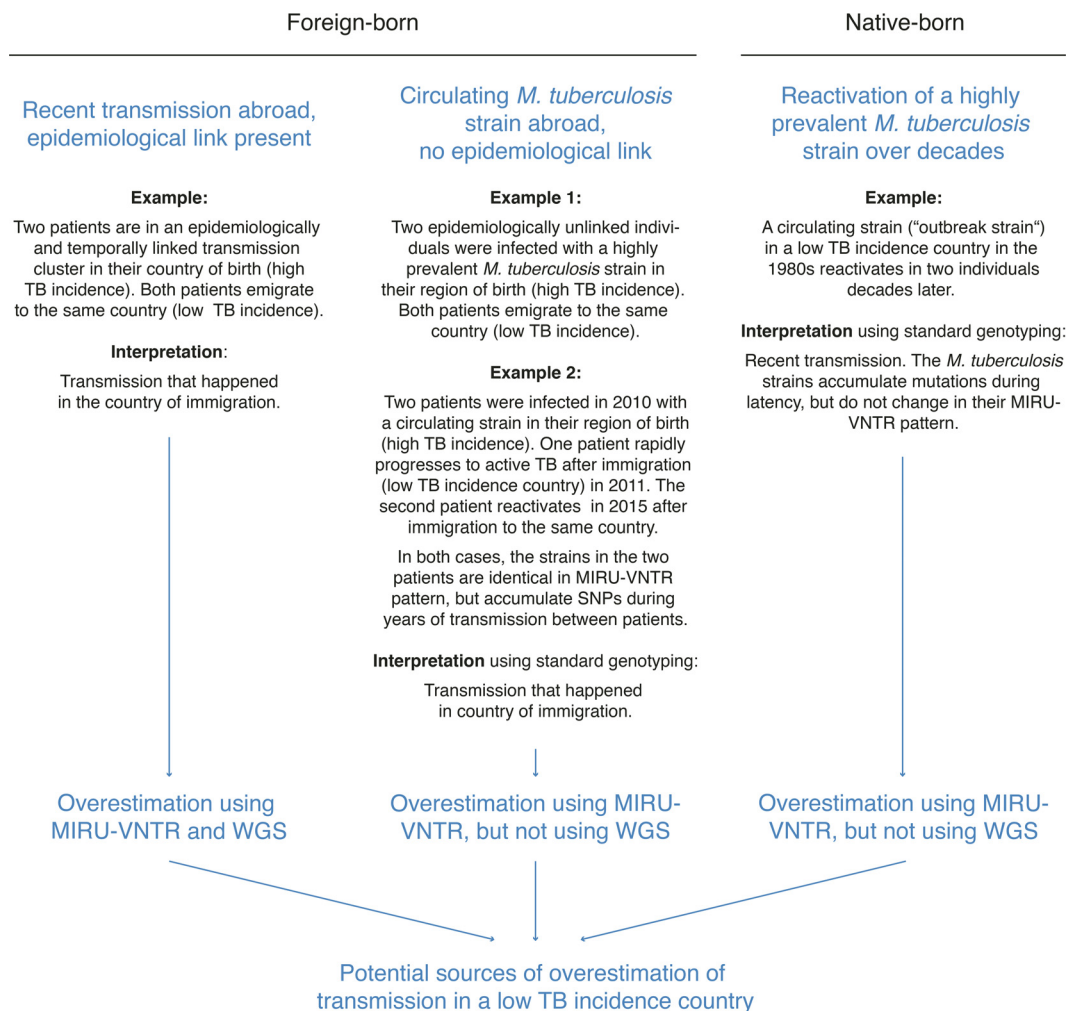 Foreign-born
Native-born
Recent transmission abroad,
epidemiological link present
Example:
Two patients are in an epidemiologically
and temporally linked transmission
cluster in their country of birth (high
TB incidence). Both patients emigrate
to the same country (low  TB incidence).
Interpretation:
Transmission that happened
in the country of immigration.
Overestimation using
MIRU-VNTR and WGS
Circulating M. tuberculosis
strain abroad,
no epidemiological link
Example 1:
Two epidemiologically unlinked indivi-
duals were infected with a highly
prevalent M. tuberculosis strain in
their region of birth (high TB incidence).
Both patients emigrate to the same
country (low TB incidence).
Example 2:
Two patients were infected in 2010 with
a circulating strain in their region of birth
(high TB incidence). One patient rapidly
progresses to active TB after immigration
(low TB incidence country) in 2011. The
second patient reactivates  in 2015 after
immigration to the same country.
In both cases, the strains in the two
patients are identical in MIRU-VNTR
pattern, but accumulate SNPs during
years of transmission between patients.
Interpretation using standard genotyping:
Transmission that happened
in country of immigration.
Overestimation using MIRU-
VNTR, but not using WGS
Reactivation of a highly
prevalent M. tuberculosis
strain over decades
Example:
A circulating strain (“outbreak strain“)
in a low TB incidence country in the
1980s reactivates in two individuals
decades later.
Interpretation using standard genotyping:
Recent transmission. The M. tuberculosis
strains accumulate mutations during
latency, but do not change in their MIRU-
VNTR pattern.
Overestimation using MIRU-
VNTR, but not using WGS
Potential sources of overestimation of
transmission in a low TB incidence country